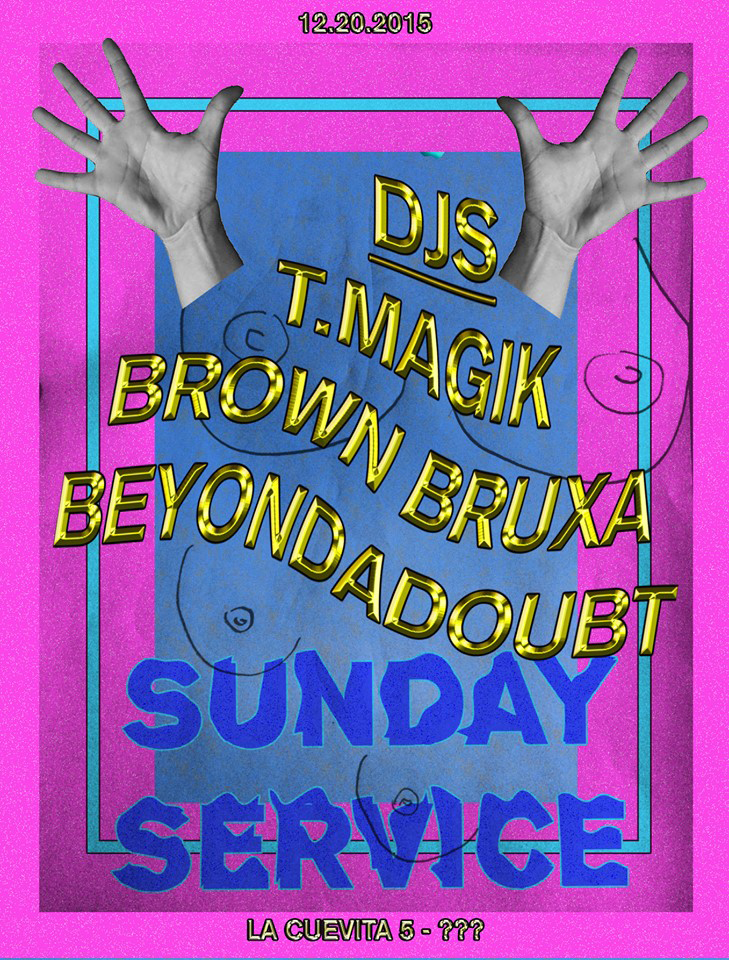 12.20.2015
DJS
T.MAGIK
BROWN BRUXA
BEYONDADOUBT
SUNDAY
SERVICE
LA CUEVITA 5 - ???